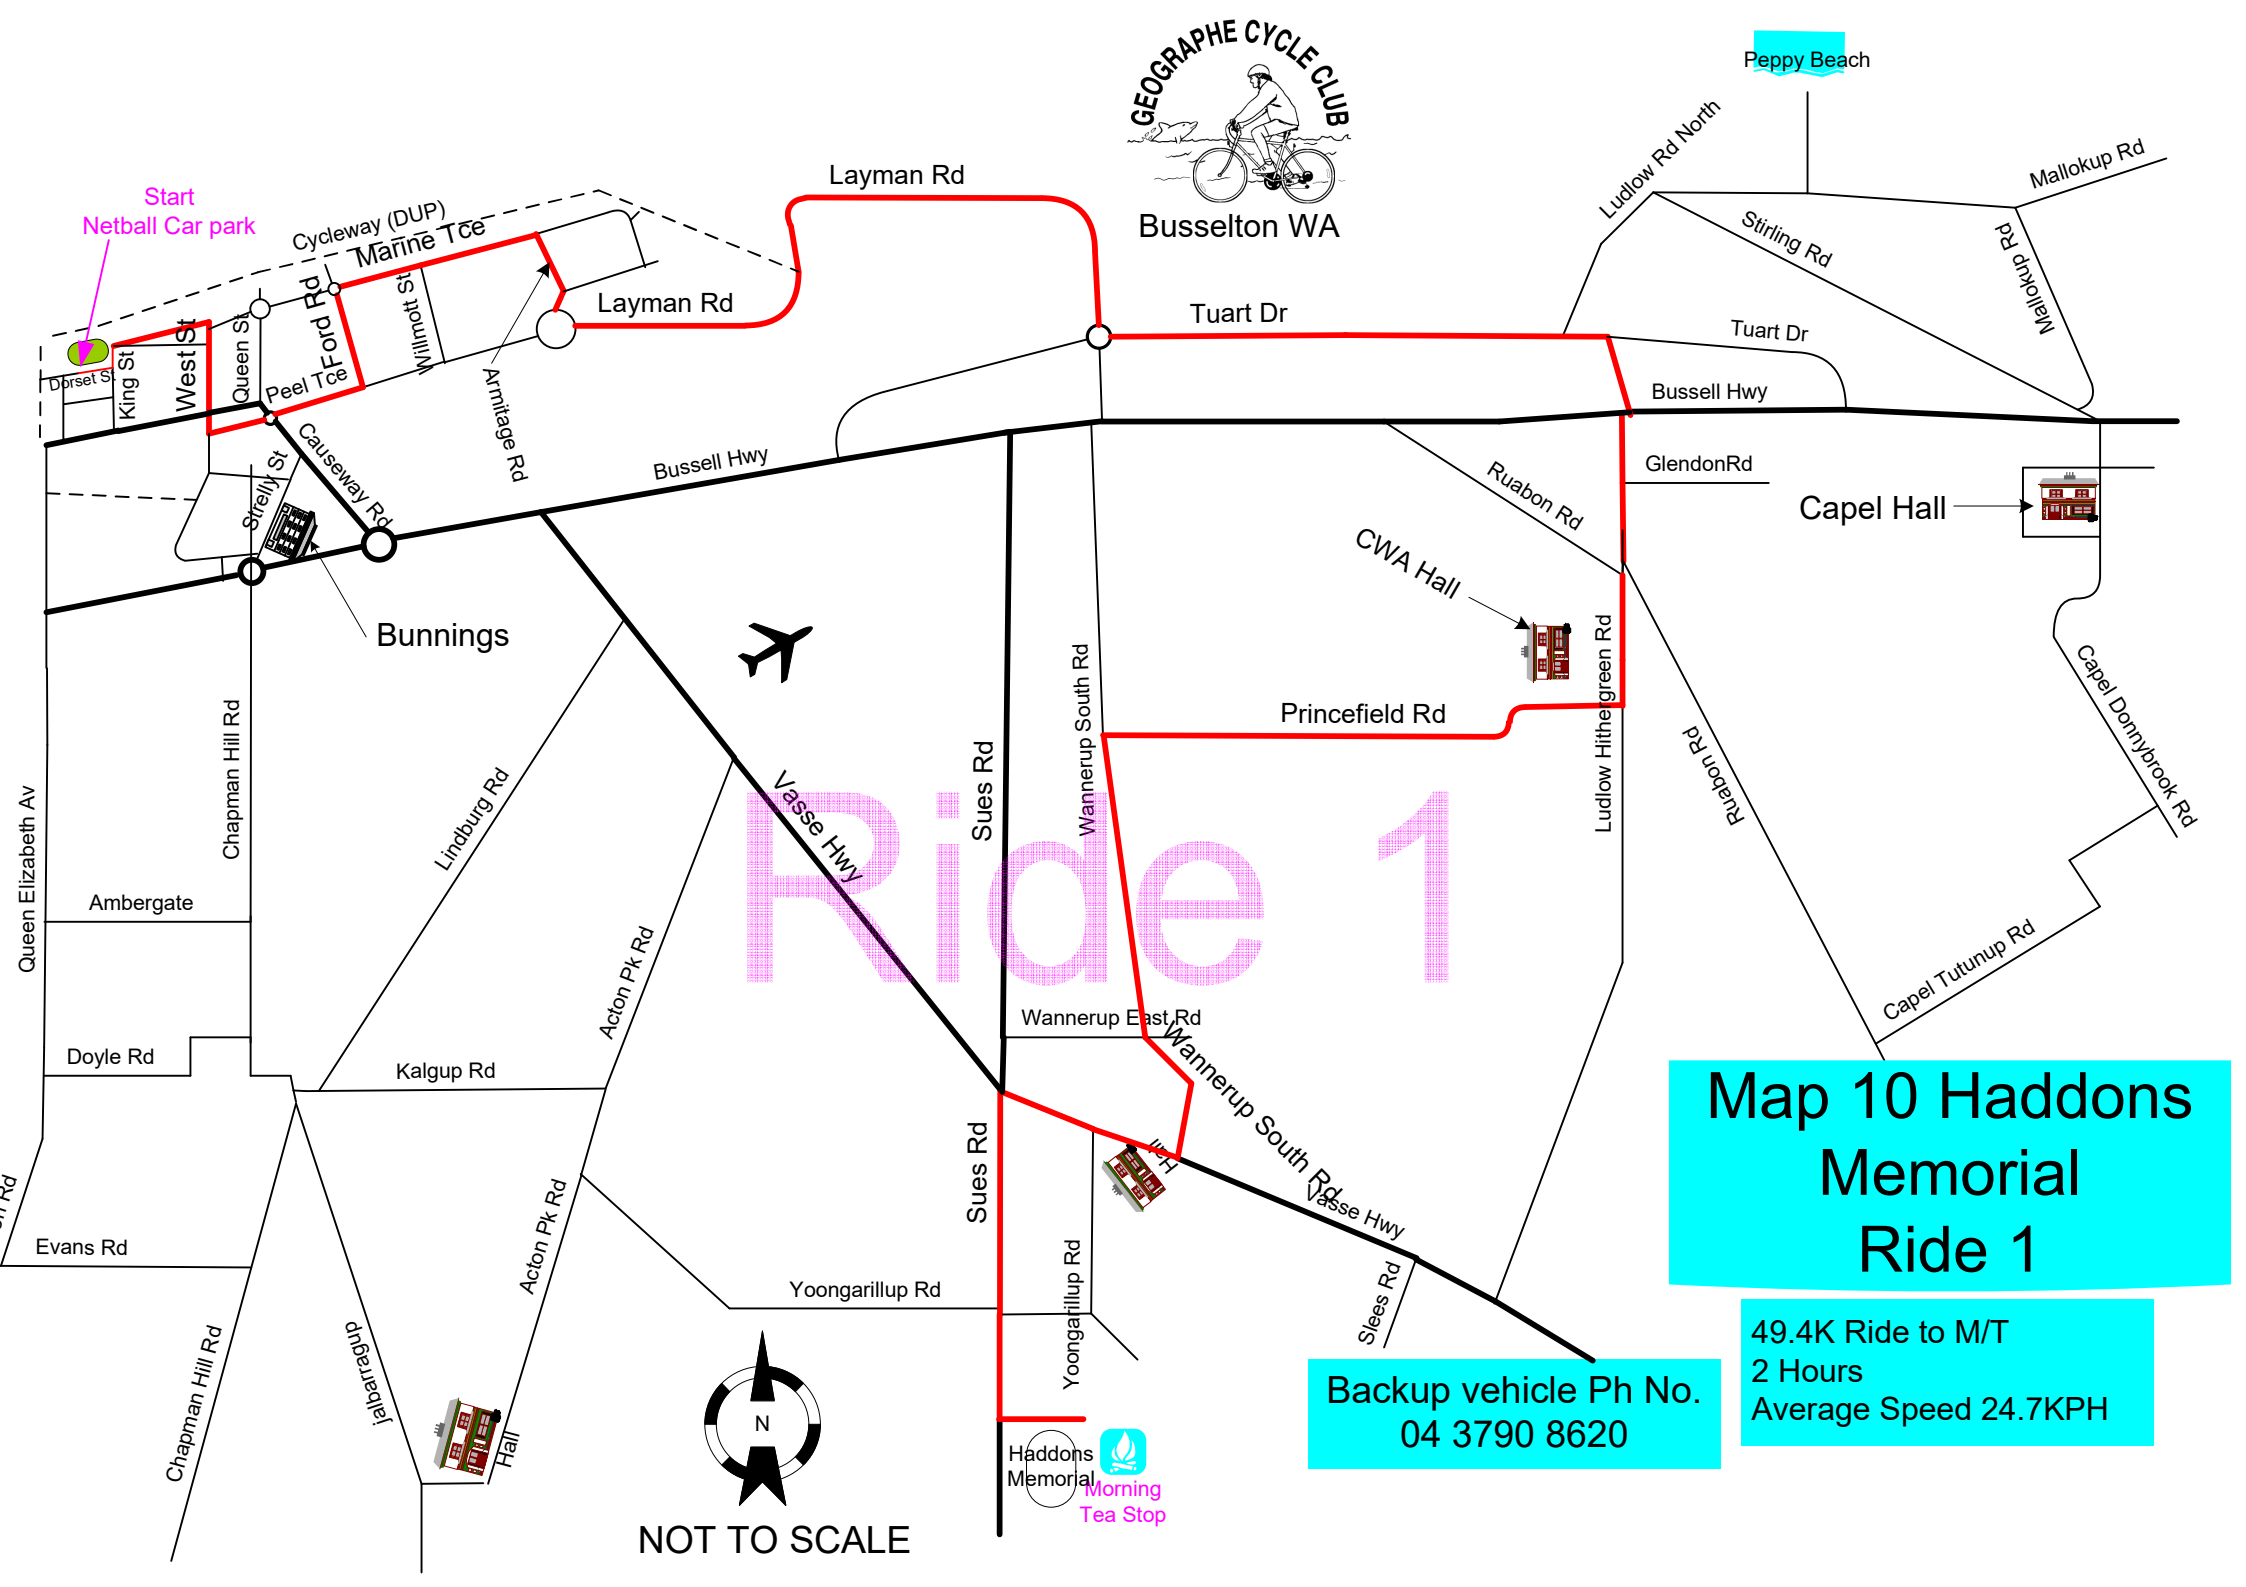 GEOGRAPHE CYCLE CLUB
Busselton WA
Peppy Beach
Ludlow Rd North
Mallokup Rd
Mallokup Rd
Stirling Rd
Start
Netball Car park
Cycleway (DUP)
Marine Tce
Layman Rd
Layman Rd
Tuart Dr
Tuart Dr
Bussell Hwy
Ford Rd
Willmott St
Queen St
West St
King St
Dorset St
Peel Tce
Armitage Rd
Causeway Rd
Strelly St
Bussell Hwy
Ruabon Rd
GlendonRd
Capel Hall
CWA Hall
Bunnings
Ludlow Hithergreen Rd
Princefield Rd
Wannerup South Rd
Sues Rd
Vasse Hwy
Ruabon Rd
Capel Donnybrook Rd
Capel Tutunup Rd
Chapman Hill Rd
Queen Elizabeth Av
Lindburg Rd
Acton Pk Rd
Ambergate
Ride 1
Wannerup East Rd
Wannerup South Rd
Doyle Rd
Kalgup Rd
Hall
Vasse Hwy
Sues Rd
Evans Rd
Acton Pk Rd
Yoongarillup Rd
Yoongarillup Rd
Slees Rd
Chapman Hill Rd
Jalbarragup
Hall
N
NOT TO SCALE
Haddons
Memorial
Morning
Tea Stop
Map 10 Haddons
Memorial
Ride 1
49.4K Ride to M/T
2 Hours
Average Speed 24.7KPH
Backup vehicle Ph No.
04 3790 8620